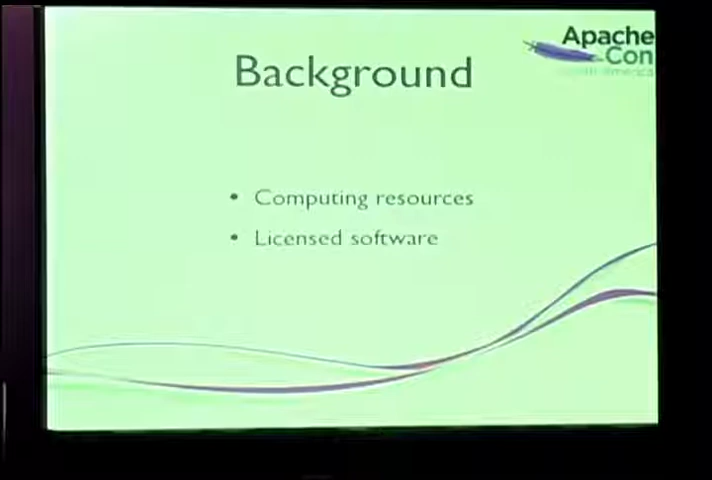 Apache
Con
Background
• Computing resources
• Licensed software